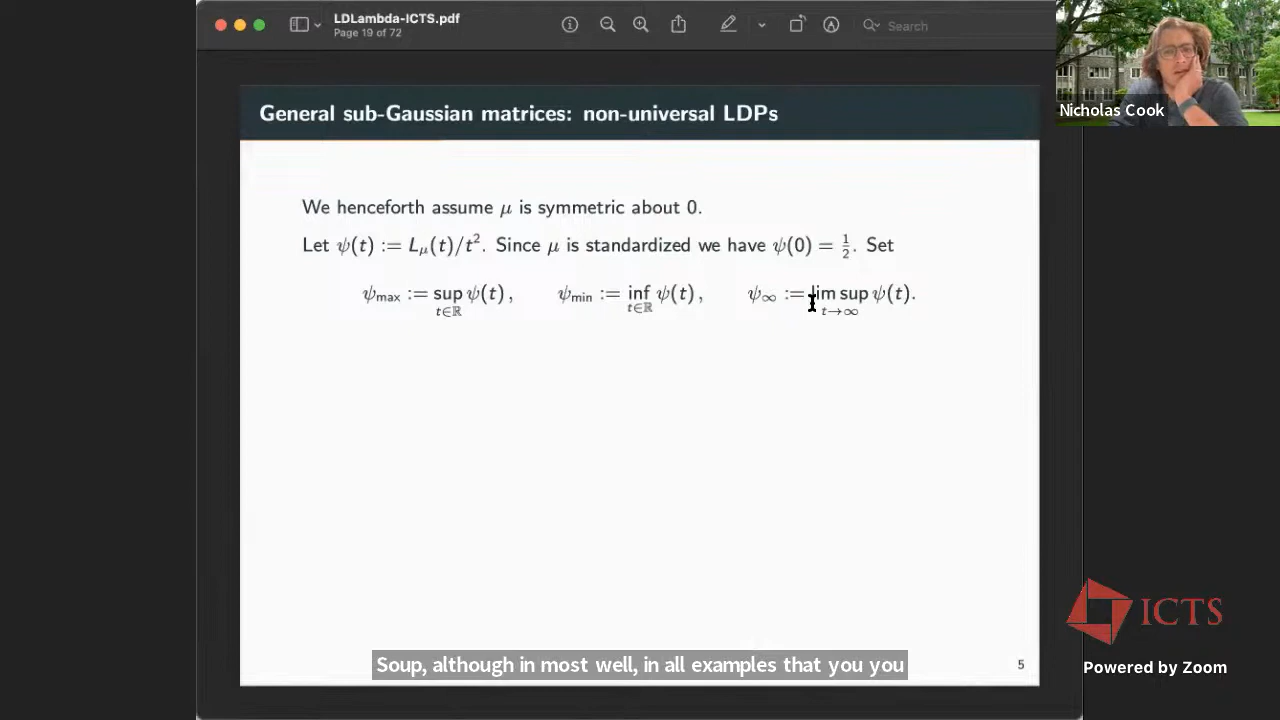 LDLambda-ICTS.pdf
Page 19 of 72
Search
Nicholas Cook
General sub-Gaussian matrices: non-universal LDPs
We henceforth assume μ is symmetric about 0.
Let ψ(t) := L_μ(t)/t². Since μ is standardized we have ψ(0) = 1/2. Set
ψ_max := sup_{t∈ℝ} ψ(t), ψ_min := inf_{t∈ℝ} ψ(t), ψ_∞ := lim sup_{t→∞} ψ(t).
Soup, although in most well, in all examples that you you
5
ICTS
Powered by Zoom